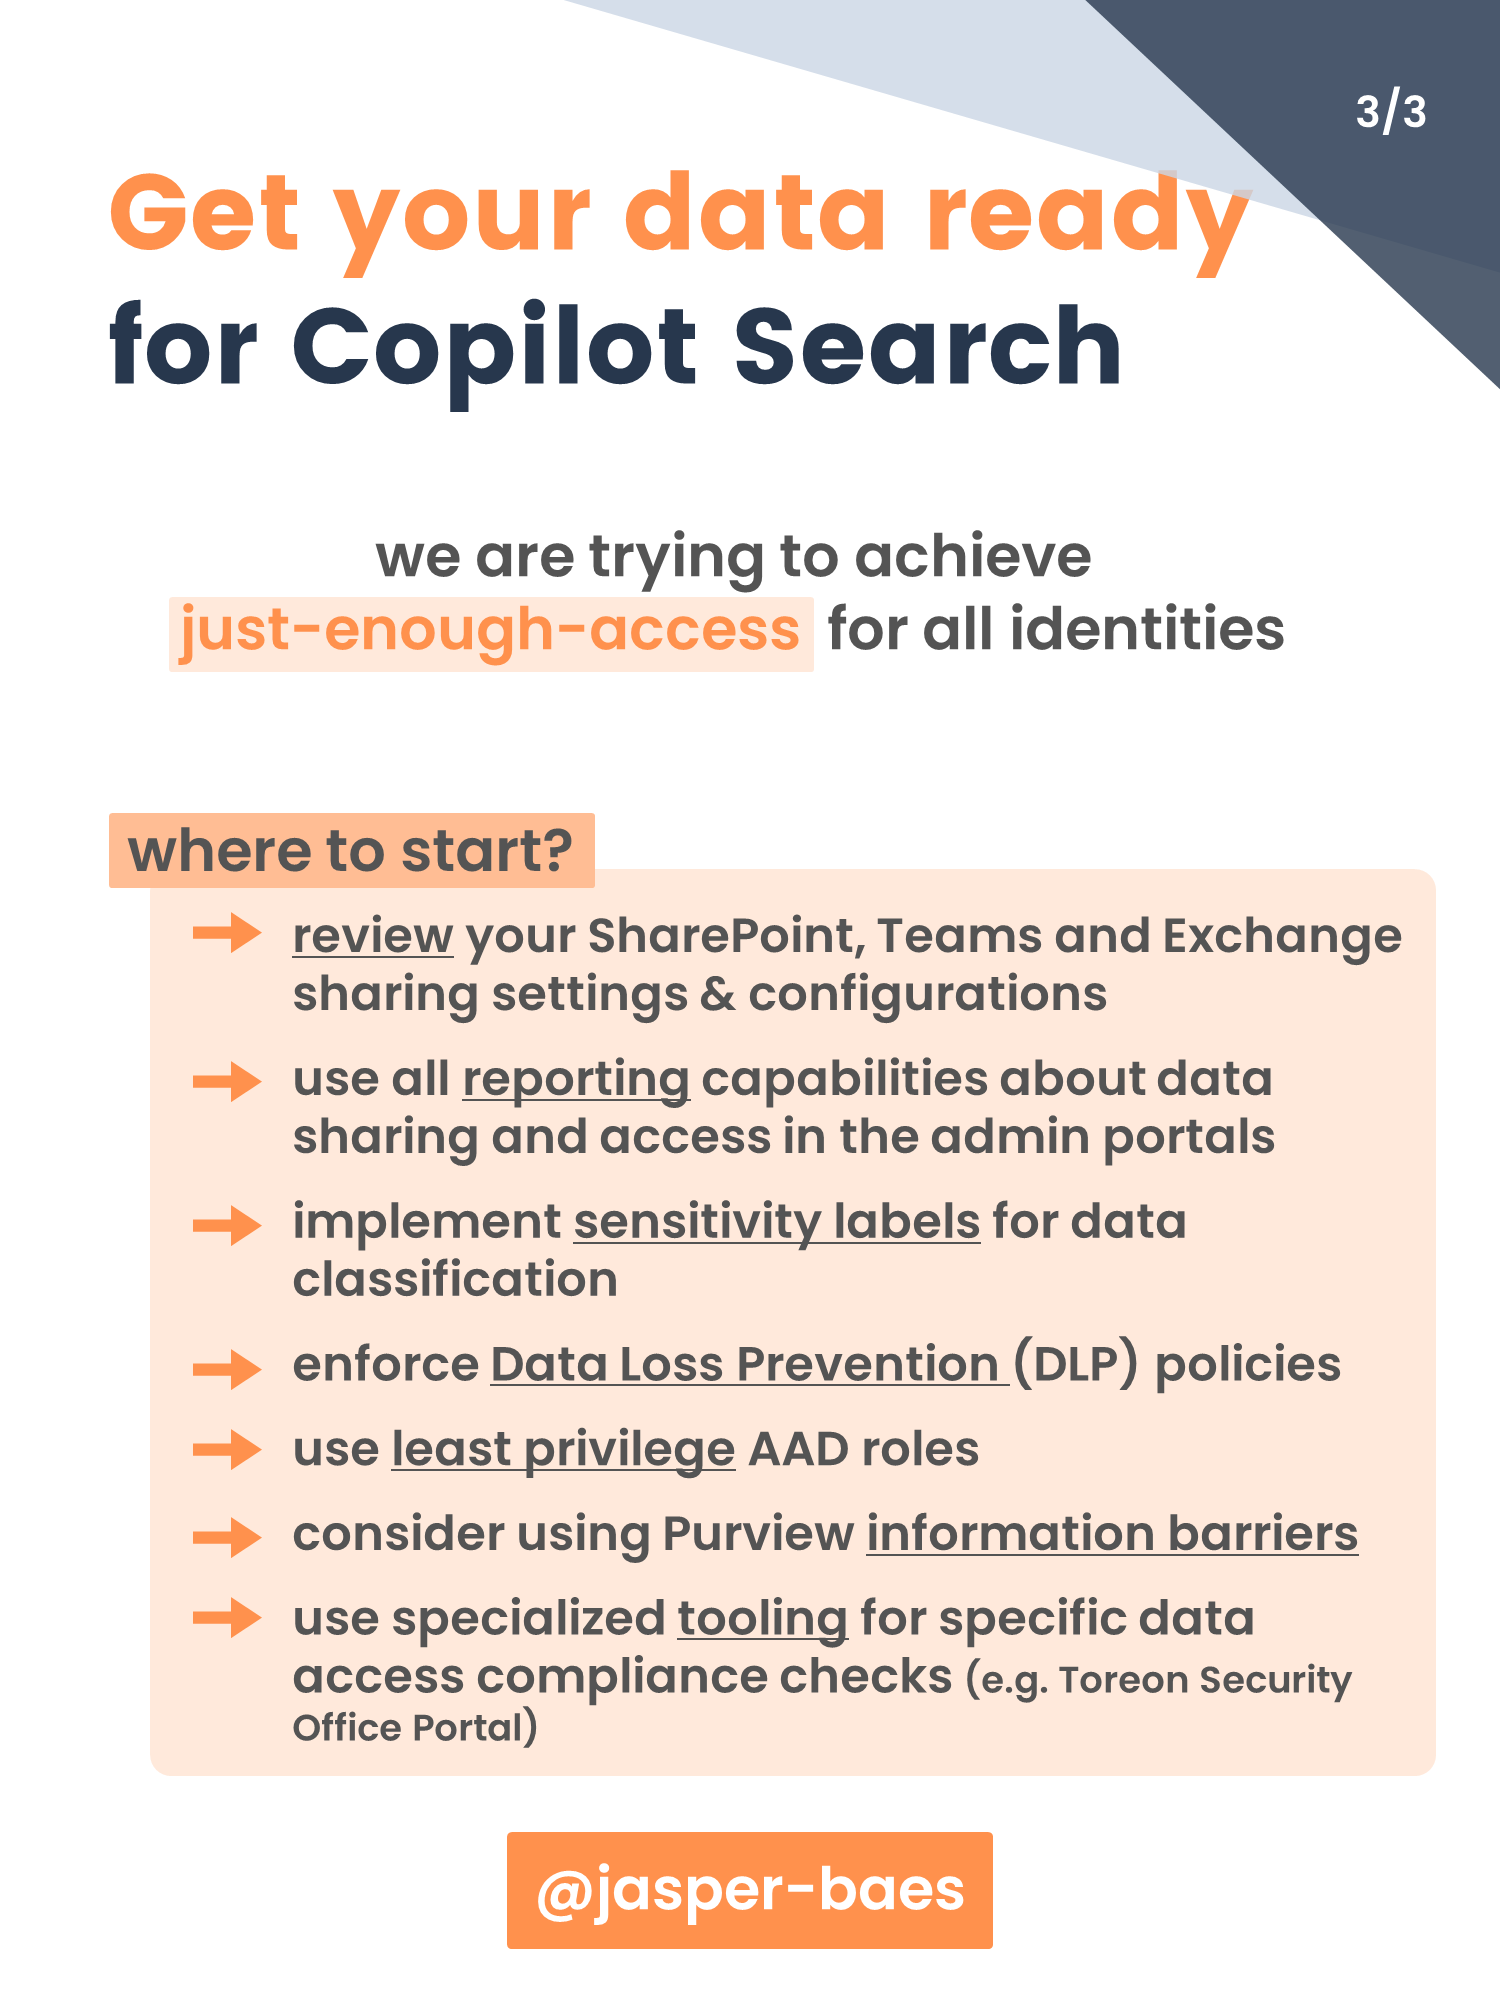 3/3
Get your data ready
for Copilot Search
we are trying to achieve
just-enough-access for all identities
where to start?
review your SharePoint, Teams and Exchange
sharing settings & configurations
use all reporting capabilities about data
sharing and access in the admin portals
implement sensitivity labels for data
classification
enforce Data Loss Prevention (DLP) policies
use least privilege AAD roles
consider using Purview information barriers
use specialized tooling for specific data
access compliance checks (e.g. Toreon Security
Office Portal)
@jasper-baes